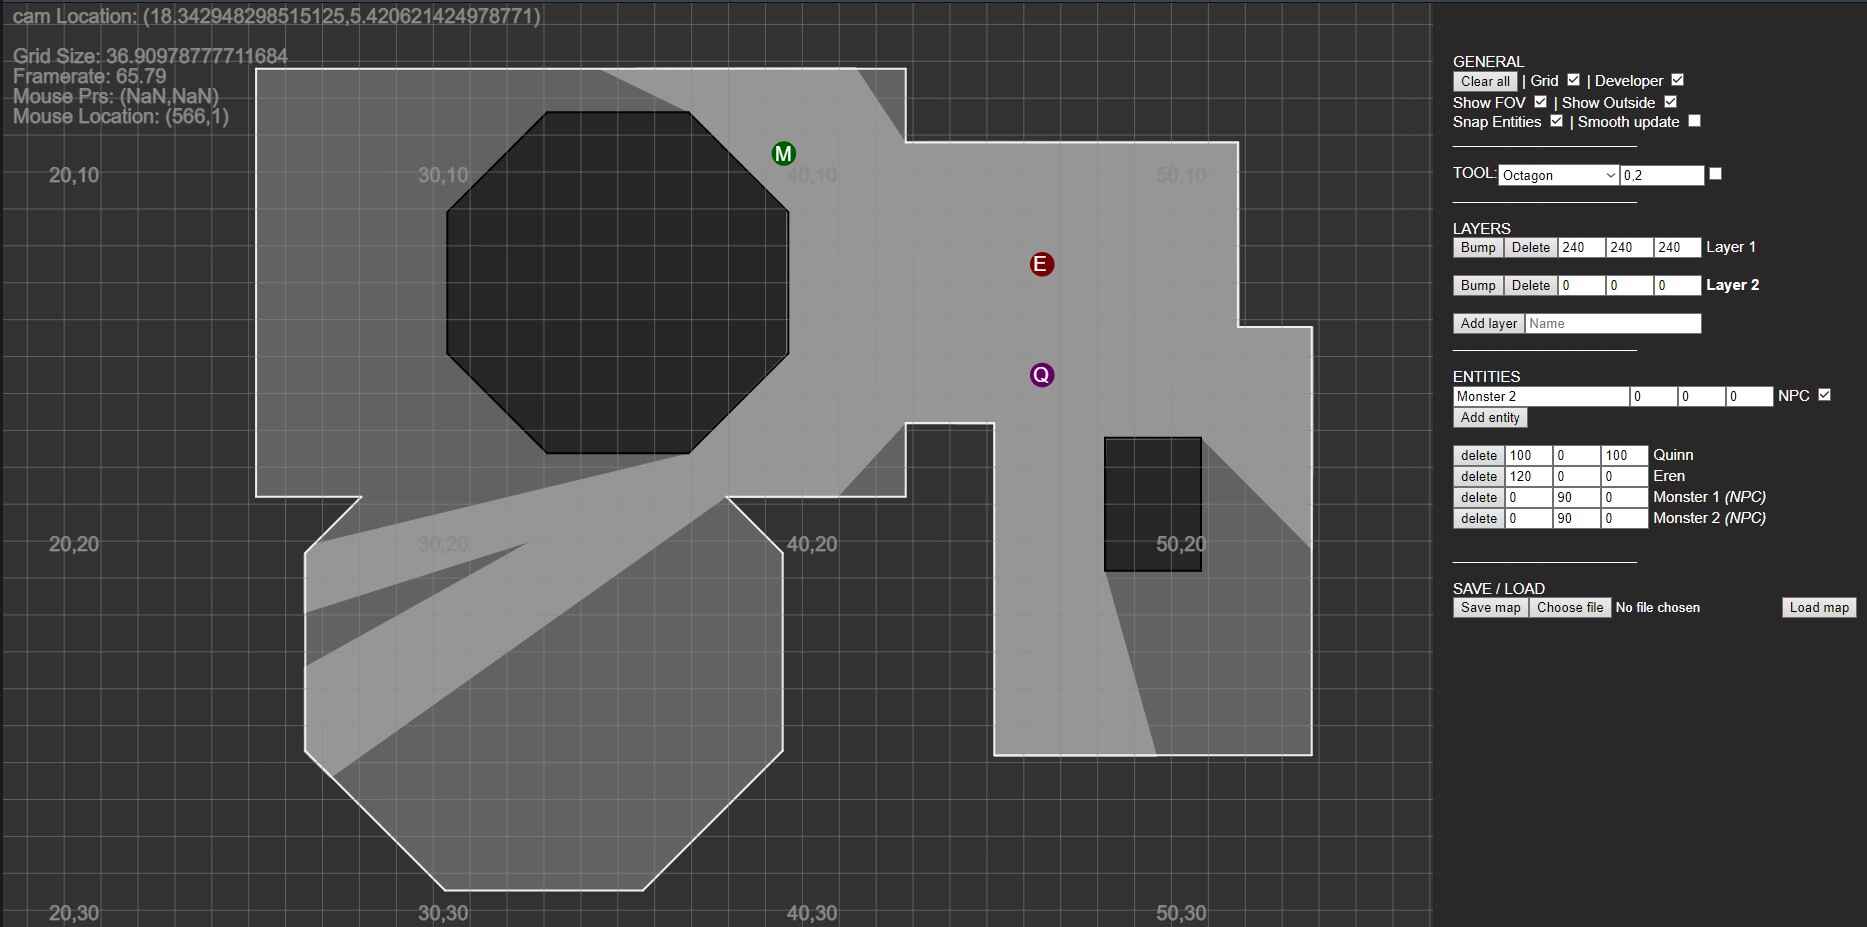 cam Location: (18.342948298515125,5.420621424978771)
Grid Size: 36.90978777711684
Framerate: 65.79
Mouse Prs: (NaN,NaN)
Mouse Location: (566,1)
M
20,10
30,10
40,10
50,10
E
Q
20,20
30,20
40,20
50,20
20,30
30,30
40,30
50,30
GENERAL
Clear all | Grid | Developer
Show FOV | Show Outside
Snap Entities | Smooth update
TOOL: Octagon 0,2
LAYERS
Bump Delete 240 240 240 Layer 1
Bump Delete 0 0 0 Layer 2
Add layer Name
ENTITIES
Monster 2 0 0 0 NPC
Add entity
delete 100 0 100 Quinn
delete 120 0 0 Eren
delete 0 90 0 Monster 1 (NPC)
delete 0 90 0 Monster 2 (NPC)
SAVE / LOAD
Save map Choose file No file chosen Load map